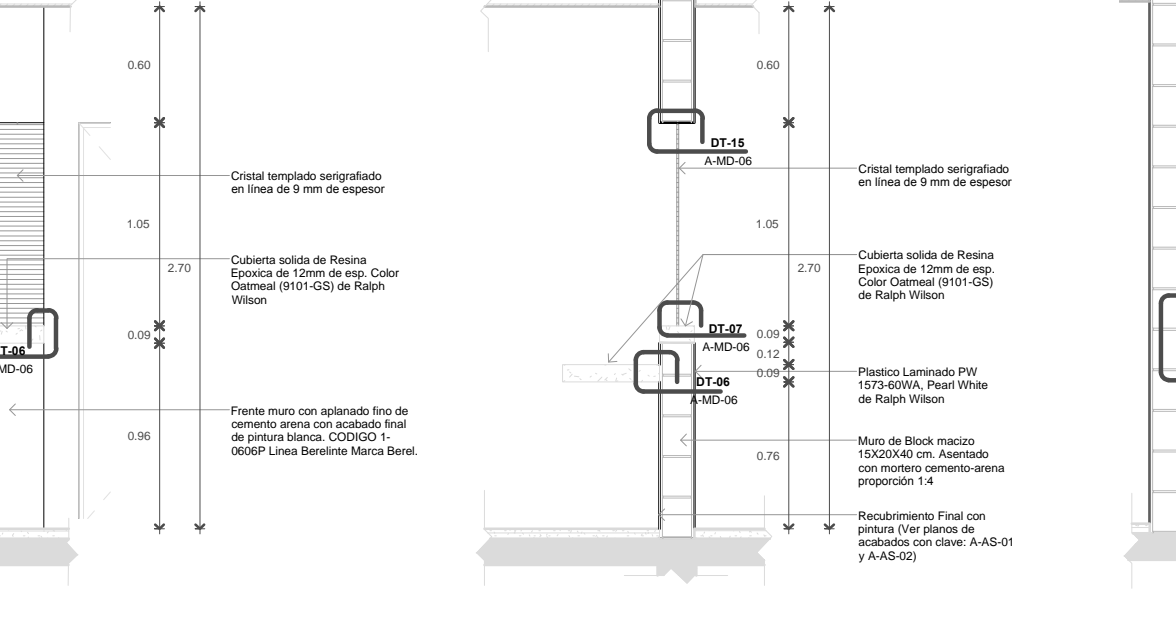 0.60
1.05
2.70
0.09
0.96
Cristal templado serigrafiado
en línea de 9 mm de espesor
Cubierta solida de Resina
Epoxica de 12mm de esp. Color
Oatmeal (9101-GS) de Ralph
Wilson
T-06
MD-06
Frente muro con aplanado fino de
cemento arena con acabado final
de pintura blanca. CODIGO 1-
0606P Linea Berelinte Marca Berel.
DT-15
A-MD-06
DT-07
A-MD-06
DT-06
A-MD-06
0.60
1.05
2.70
0.09
0.12
0.09
0.76
Cristal templado serigrafiado
en línea de 9 mm de espesor
Cubierta solida de Resina
Epoxica de 12mm de esp.
Color Oatmeal (9101-GS)
de Ralph Wilson
Plastico Laminado PW
1573-60WA, Pearl White
de Ralph Wilson
Muro de Block macizo
15X20X40 cm. Asentado
con mortero cemento-arena
proporción 1:4
Recubrimiento Final con
pintura (Ver planos de
acabados con clave: A-AS-01
y A-AS-02)